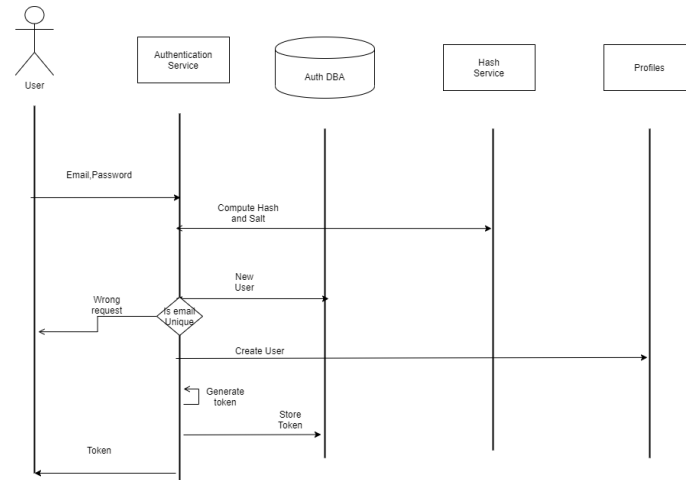 Authentication
Service
Auth DBA
Hash
Service
Profiles
User
Email,Password
Compute Hash
and Salt
New
User
Wrong
request
Is email
Unique
Create User
Generate
token
Store
Token
Token